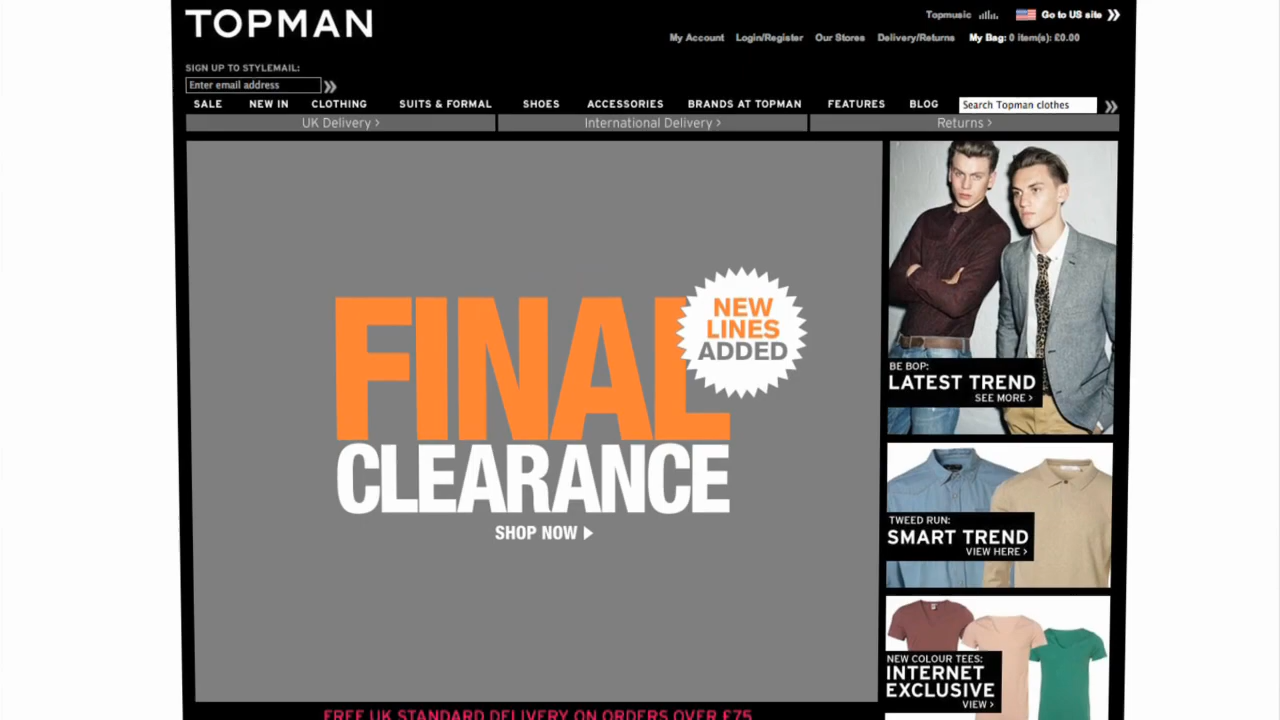 TOPMAN
Topmusic
Go to US site
My Account Login/Register Our Stores Delivery/Returns My Bag: 0 item(s): £0.00
SIGN UP TO STYLEMAIL:
Enter email address
SALE NEW IN CLOTHING SUITS & FORMAL SHOES ACCESSORIES BRANDS AT TOPMAN FEATURES BLOG Search Topman clothes
UK Delivery > International Delivery > Returns >
FINAL
CLEARANCE
SHOP NOW
NEW
LINES
ADDED
BE BOP:
LATEST TREND
SEE MORE >
TWEED RUN:
SMART TREND
VIEW HERE >
NEW COLOUR TEES:
INTERNET
EXCLUSIVE
VIEW >
FREE UK STANDARD DELIVERY ON ORDERS OVER £75